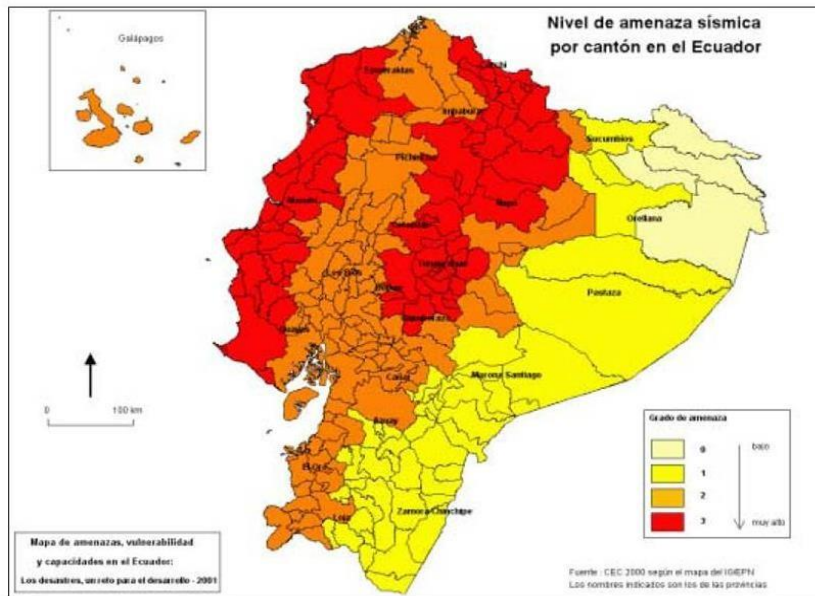 Nivel de amenaza sísmica
por cantón en el Ecuador
Galápagos
Esmeraldas
Carchi
Imbabura
Sucumbíos
Pichincha
Manabí
Napo
Orellana
Cotopaxi
Tungurahua
Los Ríos
Bolívar
Pastaza
Chimborazo
Guayas
Morona Santiago
Cañar
Azuay
El Oro
Loja
Zamora Chinchipe
0 100 km
Grado de amenaza
0 bajo
1
2
3 muy alto
Mapa de amenazas, vulnerabilidad
y capacidades en el Ecuador:
Los desastres, un reto para el desarrollo - 2001
Fuente : CEC 2000 según el mapa del IG/EPN
Los nombres indicados son los de las provincias